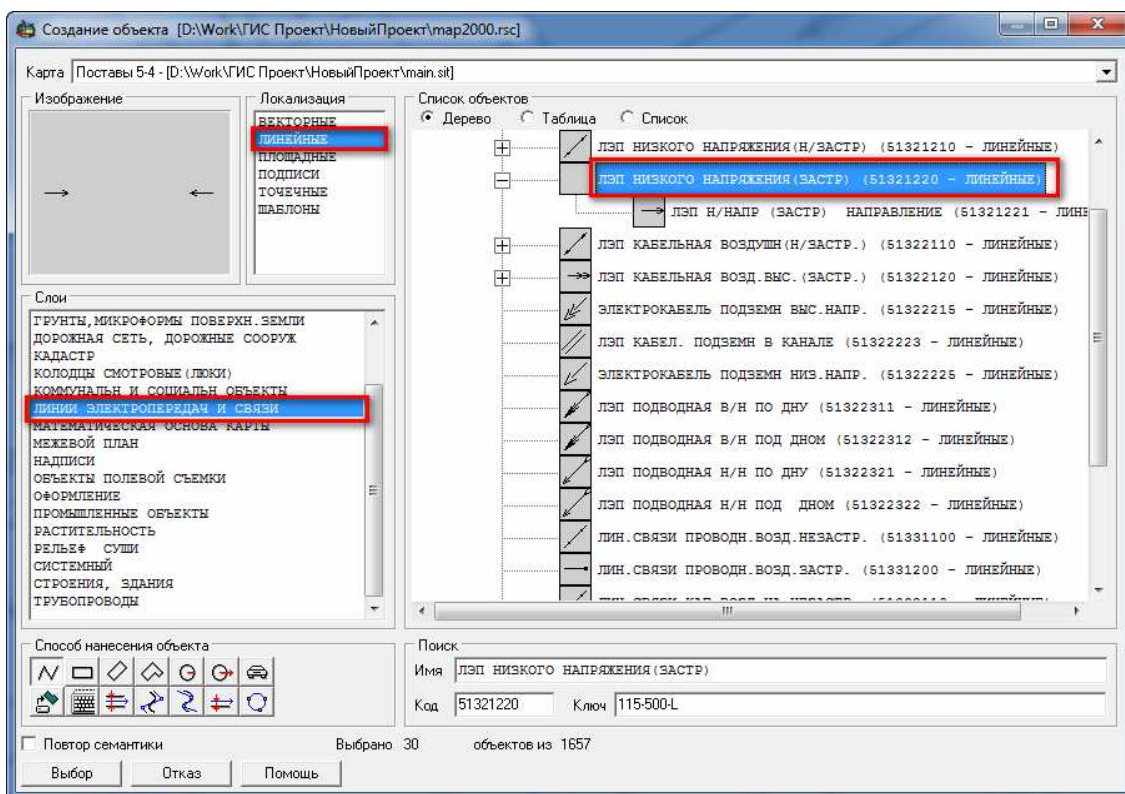 Создание объекта [D:\Work\ГИС Проект\НовыйПроект\map2000.rsc]
Карта Поставы 5-4 - [D:\Work\ГИС Проект\НовыйПроект\main.sit]
Изображение
Локализация
ВЕКТОРНЫЕ
ЛИНЕЙНЫЕ
ПЛОЩАДНЫЕ
ПОДПИСИ
ТОЧЕЧНЫЕ
ШАБЛОНЫ
Слои
ГРУНТЫ,МИКРОФОРМЫ ПОВЕРХН.ЗЕМЛИ
ДОРОЖНАЯ СЕТЬ, ДОРОЖНЫЕ СООРУЖ
КАДАСТР
КОЛОДЦЫ СМОТРОВЫЕ(ЛЮКИ)
КОММУНАЛЬН И СОЦИАЛЬН ОБЪЕКТЫ
ЛИНИИ ЭЛЕКТРОПЕРЕДАЧ И СВЯЗИ
МАТЕМАТИЧЕСКАЯ ОСНОВА КАРТЫ
МЕЖЕВОЙ ПЛАН
НАДПИСИ
ОБЪЕКТЫ ПОЛЕВОЙ СЪЕМКИ
ОФОРМЛЕНИЕ
ПРОМЫШЛЕННЫЕ ОБЪЕКТЫ
РАСТИТЕЛЬНОСТЬ
РЕЛЬЕФ СУШИ
СИСТЕМНЫЙ
СТРОЕНИЯ, ЗДАНИЯ
ТРУБОПРОВОДЫ
Список объектов
Дерево Таблица Список
ЛЭП НИЗКОГО НАПРЯЖЕНИЯ(Н/ЗАСТР) (51321210 - ЛИНЕЙНЫЕ)
ЛЭП НИЗКОГО НАПРЯЖЕНИЯ(ЗАСТР) (51321220 - ЛИНЕЙНЫЕ)
ЛЭП Н/НАПР (ЗАСТР) НАПРАВЛЕНИЕ (51321221 - ЛИНЕ
ЛЭП КАБЕЛЬНАЯ ВОЗДУШН(Н/ЗАСТР.) (51322110 - ЛИНЕЙНЫЕ)
ЛЭП КАБЕЛЬНАЯ ВОЗД.ВЫС.(ЗАСТР.) (51322120 - ЛИНЕЙНЫЕ)
ЭЛЕКТРОКАБЕЛЬ ПОДЗЕМН ВЫС.НАПР. (51322215 - ЛИНЕЙНЫЕ)
ЛЭП КАБЕЛ. ПОДЗЕМН В КАНАЛЕ (51322223 - ЛИНЕЙНЫЕ)
ЭЛЕКТРОКАБЕЛЬ ПОДЗЕМН НИЗ.НАПР. (51322225 - ЛИНЕЙНЫЕ)
ЛЭП ПОДВОДНАЯ В/Н ПО ДНУ (51322311 - ЛИНЕЙНЫЕ)
ЛЭП ПОДВОДНАЯ В/Н ПОД ДНОМ (51322312 - ЛИНЕЙНЫЕ)
ЛЭП ПОДВОДНАЯ Н/Н ПО ДНУ (51322321 - ЛИНЕЙНЫЕ)
ЛЭП ПОДВОДНАЯ Н/Н ПОД ДНОМ (51322322 - ЛИНЕЙНЫЕ)
ЛИН.СВЯЗИ ПРОВОДН.ВОЗД.НЕЗАСТР. (51331100 - ЛИНЕЙНЫЕ)
ЛИН.СВЯЗИ ПРОВОДН.ВОЗД.ЗАСТР. (51331200 - ЛИНЕЙНЫЕ)
Способ нанесения объекта
Поиск
Имя ЛЭП НИЗКОГО НАПРЯЖЕНИЯ(ЗАСТР)
Код 51321220 Ключ 115-500-L
Повтор семантики Выбрано 30 объектов из 1657
Выбор Отказ Помощь